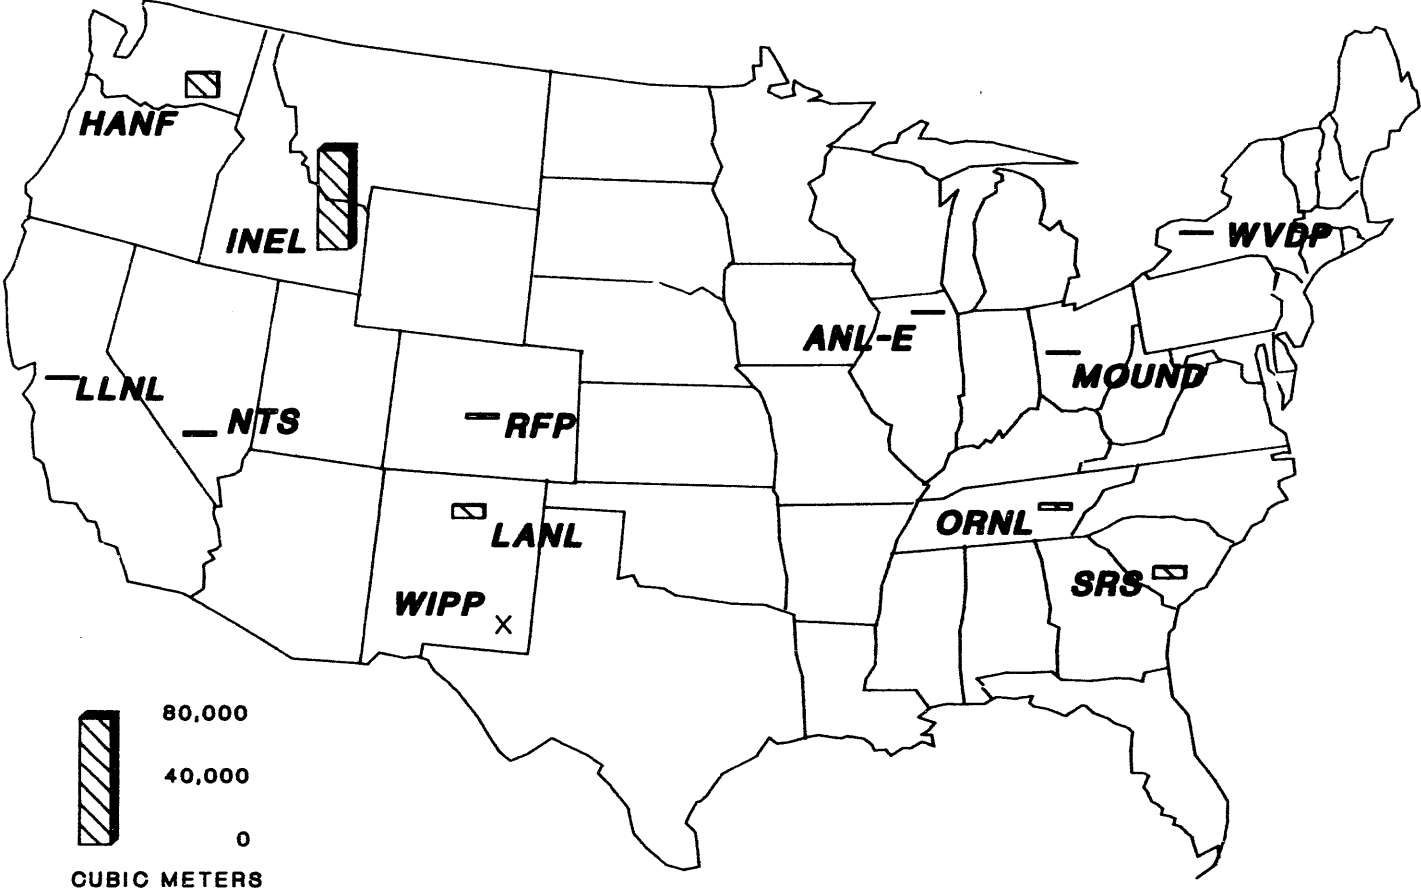 HANF
INEL
WVDP
ANL-E
MOUND
LLNL
NTS
RFP
LANL
ORNL
SRS
WIPP
X
80,000
40,000
0
CUBIC METERS